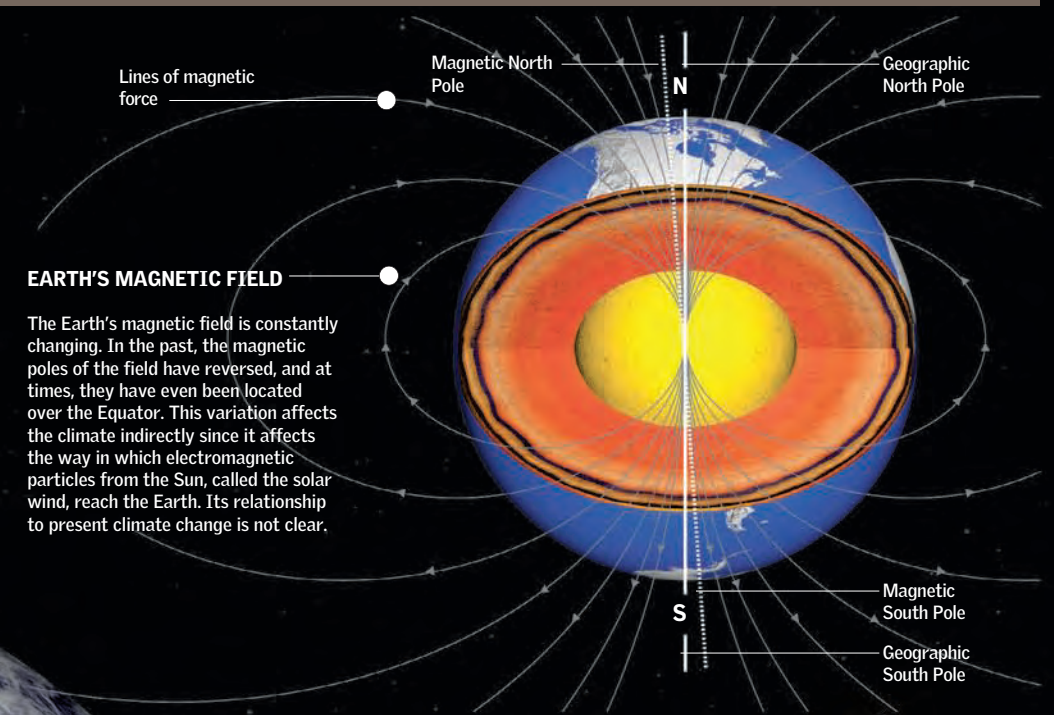 Lines of magnetic
force
Magnetic North
Pole
N
Geographic
North Pole
EARTH'S MAGNETIC FIELD
The Earth's magnetic field is constantly
changing. In the past, the magnetic
poles of the field have reversed, and at
times, they have even been located
over the Equator. This variation affects
the climate indirectly since it affects
the way in which electromagnetic
particles from the Sun, called the solar
wind, reach the Earth. Its relationship
to present climate change is not clear.
Magnetic
South Pole
S
Geographic
South Pole